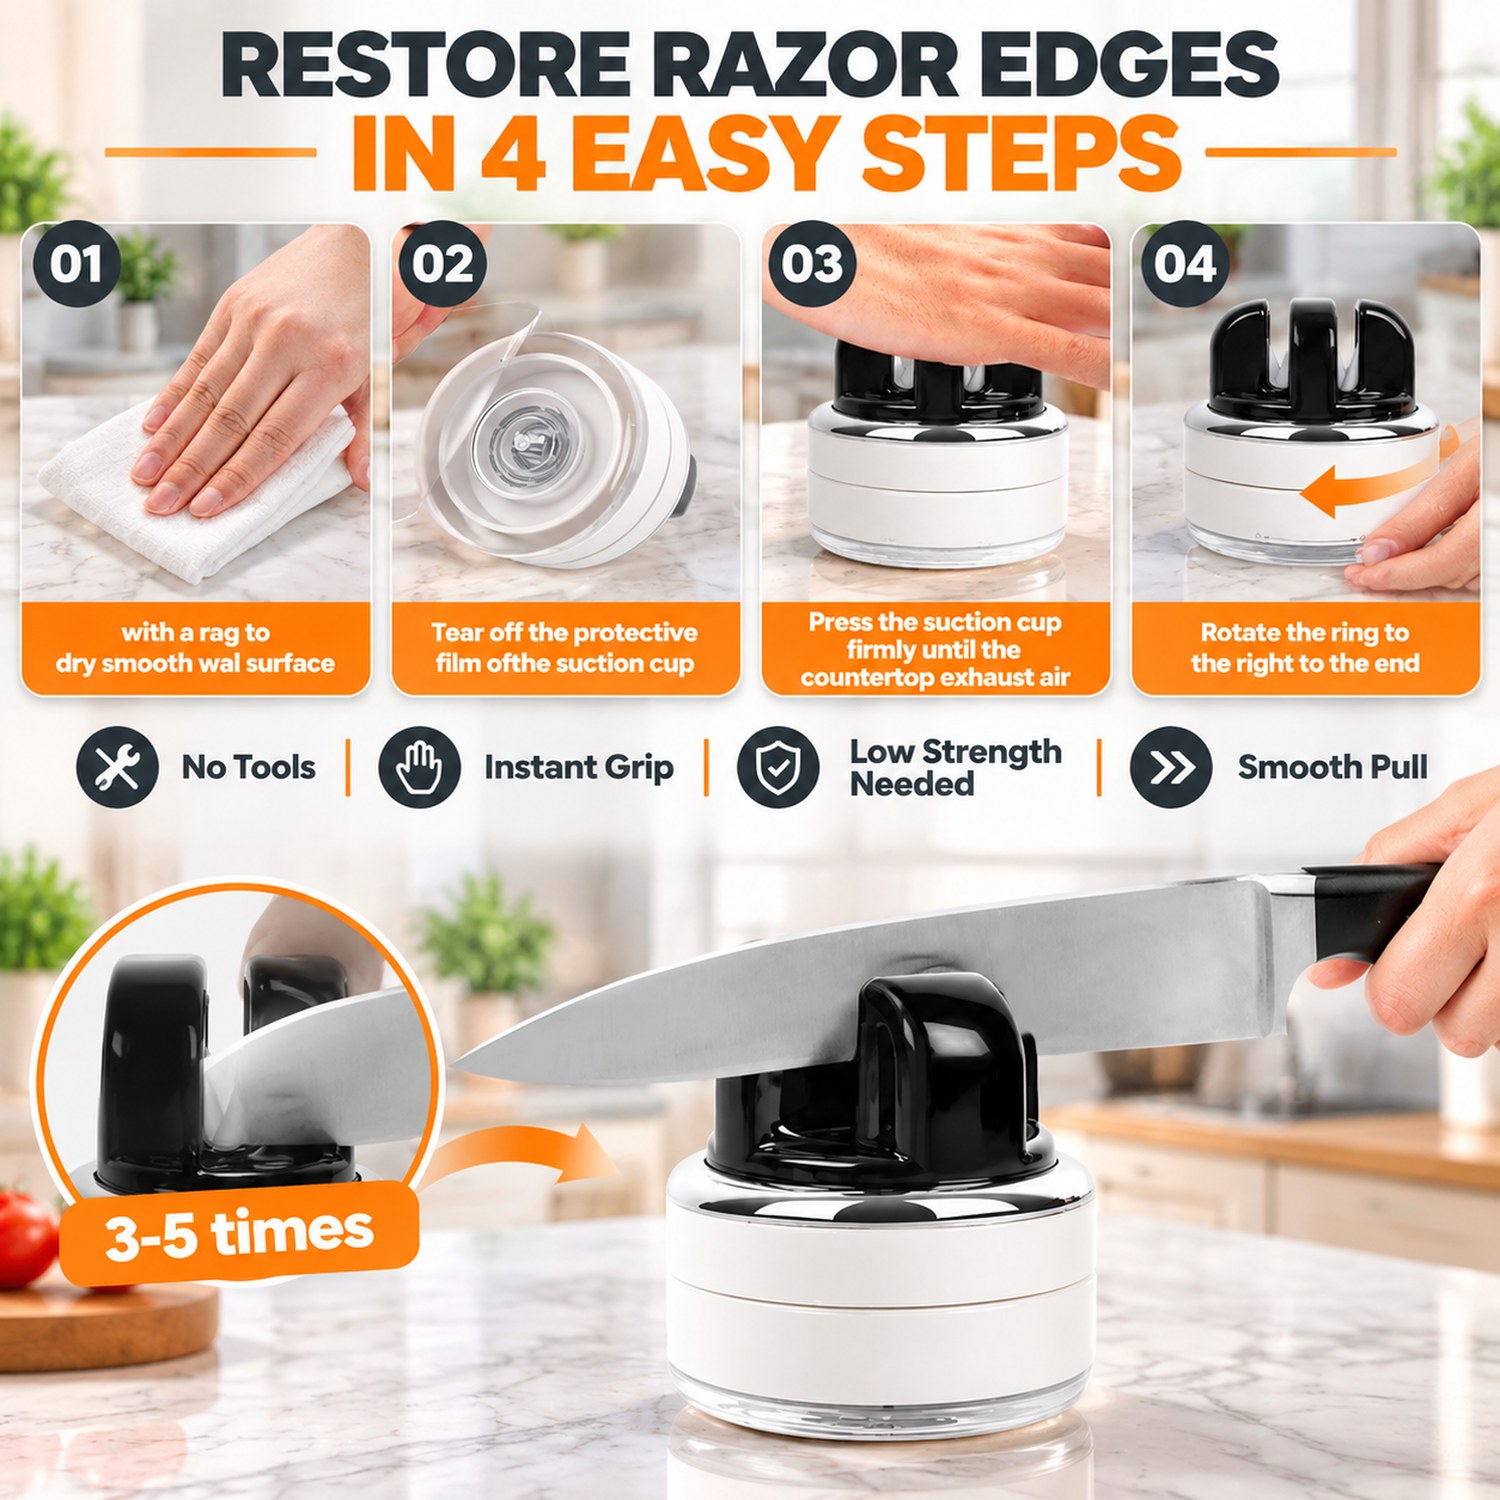 RESTORE RAZOR EDGES
IN 4 EASY STEPS
01
with a rag to
dry smooth wal surface
02
Tear off the protective
film ofthe suction cup
03
Press the suction cup
firmly until the
countertop exhaust air
04
Rotate the ring to
the right to the end
No Tools
Instant Grip
Low Strength
Needed
Smooth Pull
3-5 times